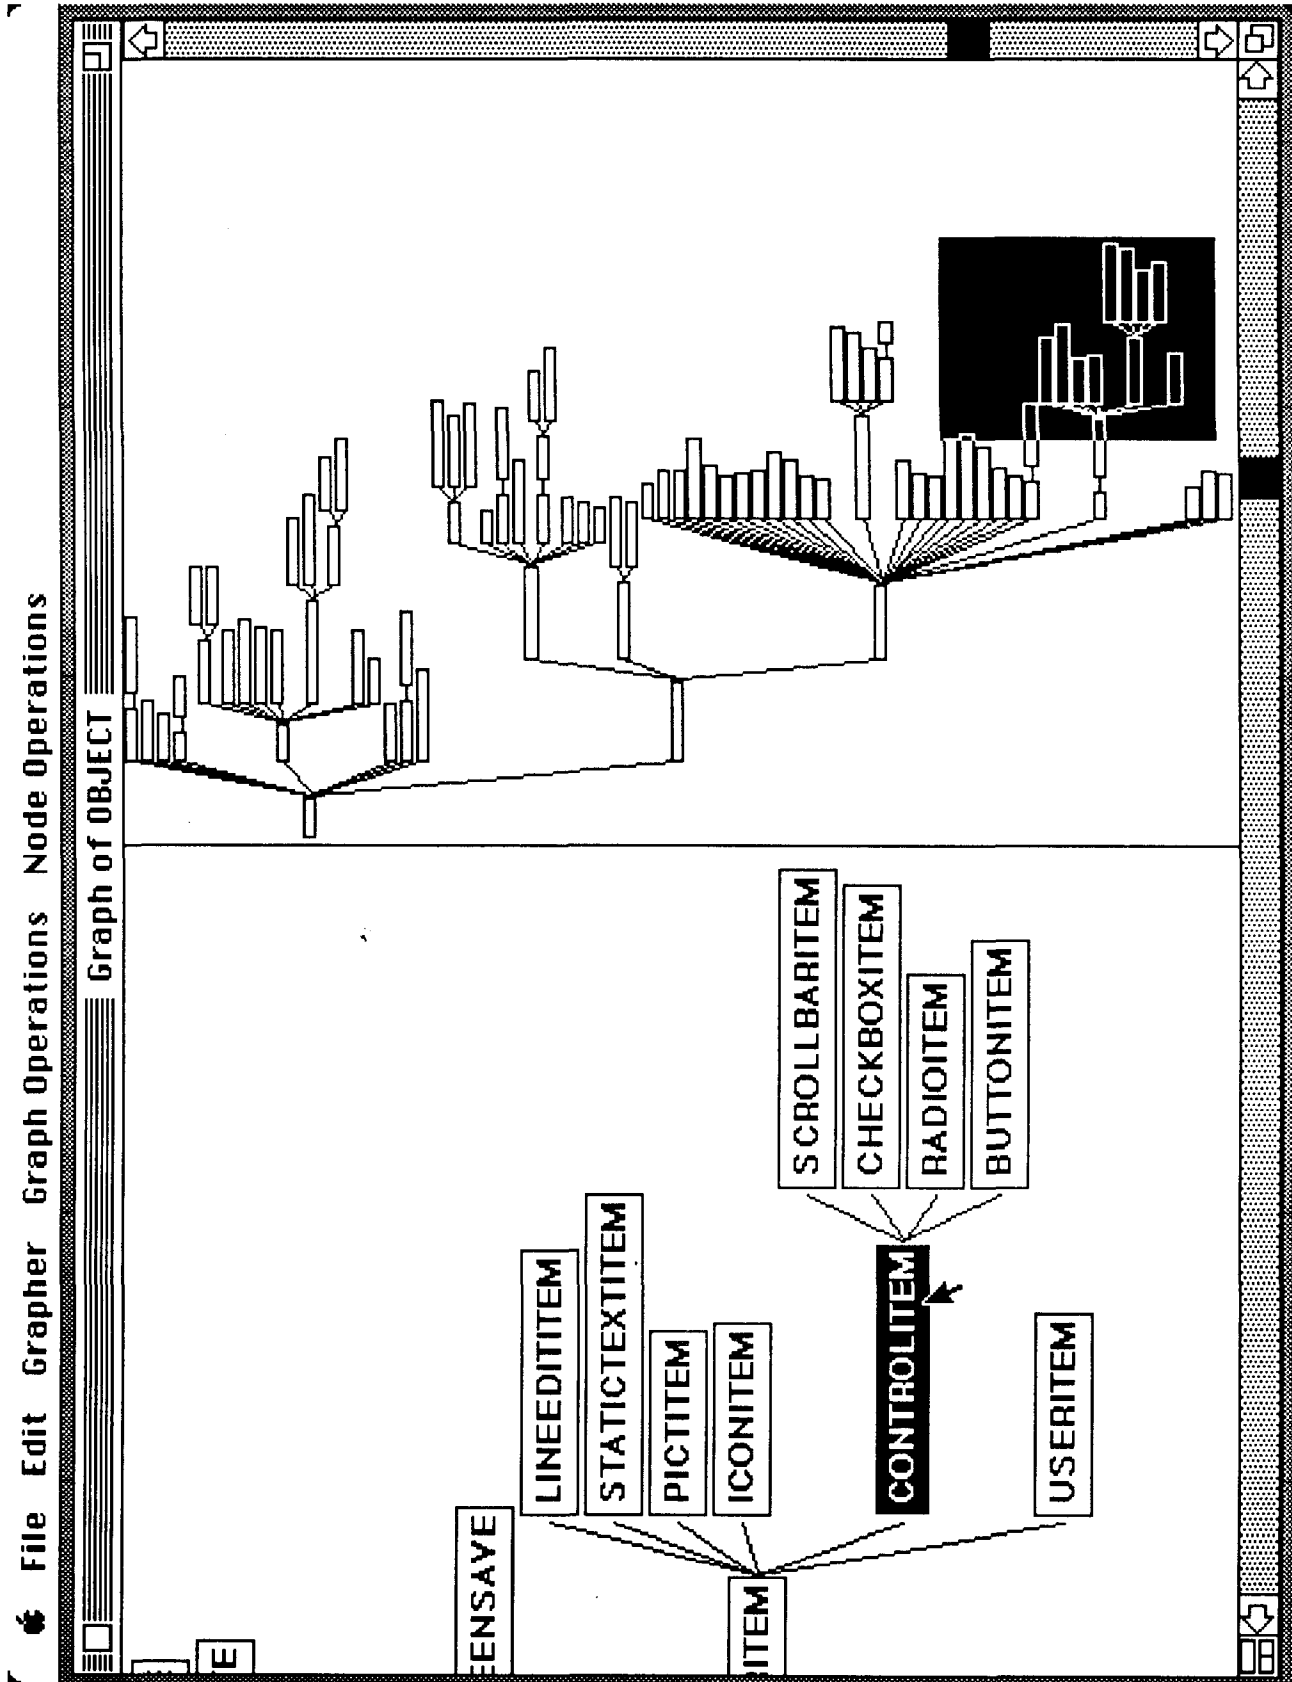 File Edit Grapher Graph Operations Node Operations
Graph of OBJECT
E
EENSAVE
LINEEDITITEM
STATICTEXTITEM
PICTITEM
ICONITEM
ITEM
CONTROLITEM
USERITEM
SCROLLBARITEM
CHECKBOXITEM
RADIOITEM
BUTTONITEM